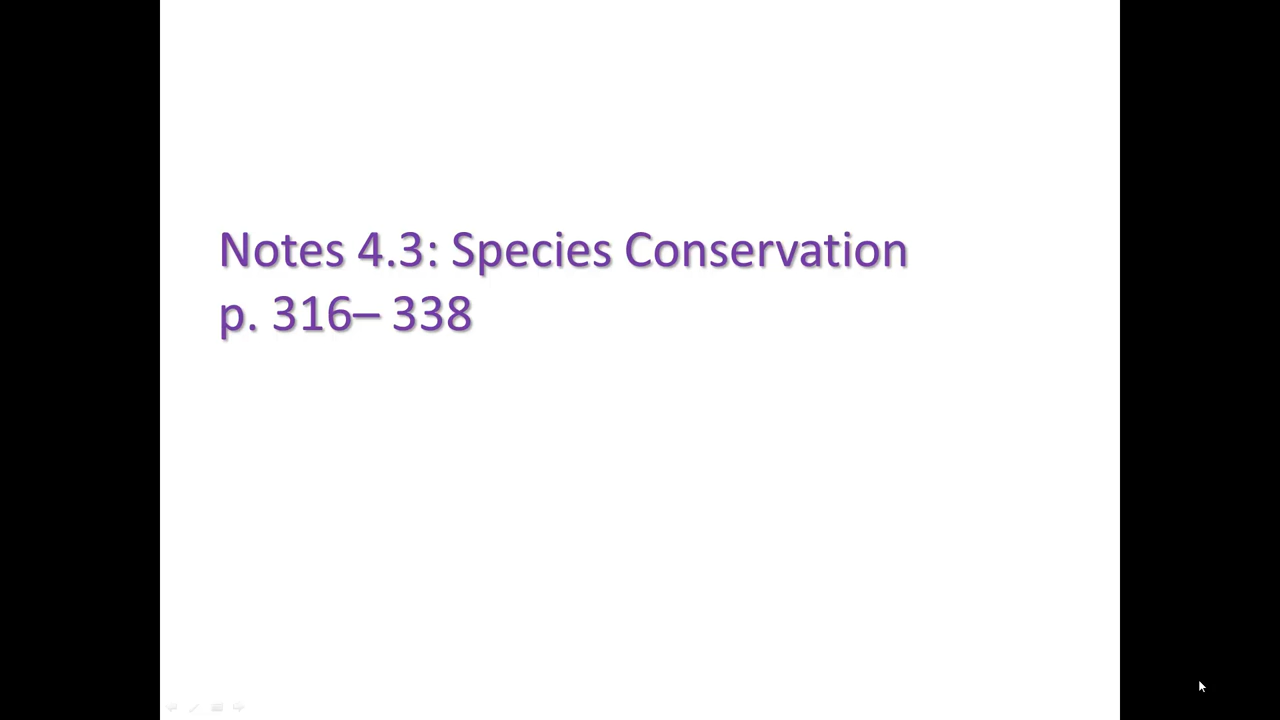 Notes 4.3: Species Conservation
p. 316– 338